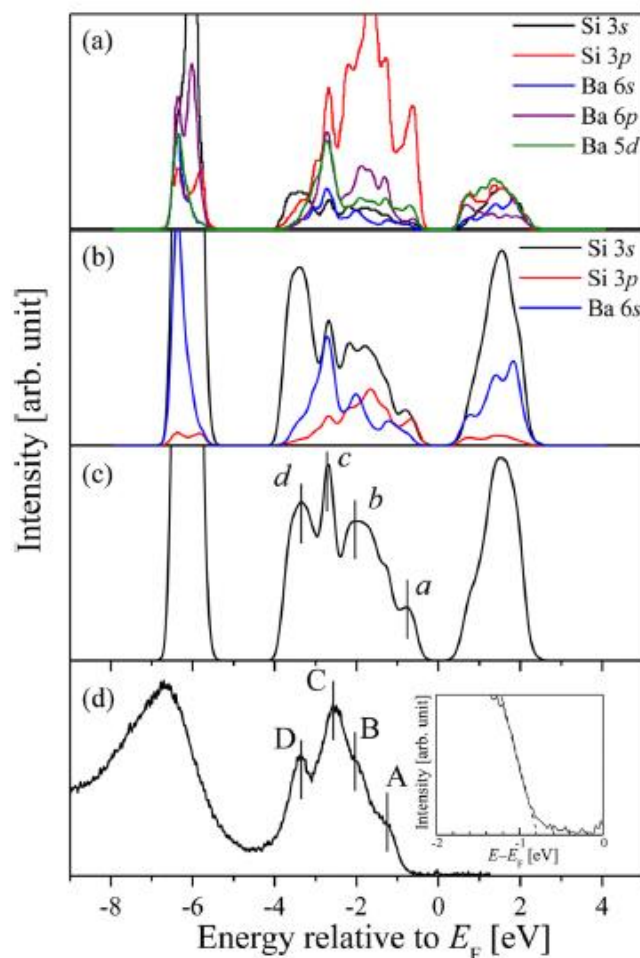 (a)
Si 3s
Si 3p
Ba 6s
Ba 6p
Ba 5d
(b)
Si 3s
Si 3p
Ba 6s
Intensity [arb. unit]
(c)
d
c
b
a
(d)
D
C
B
A
Intensity [arb. unit]
-2 -1 0
E−E_F [eV]
-8 -6 -4 -2 0 2 4
Energy relative to E_F [eV]